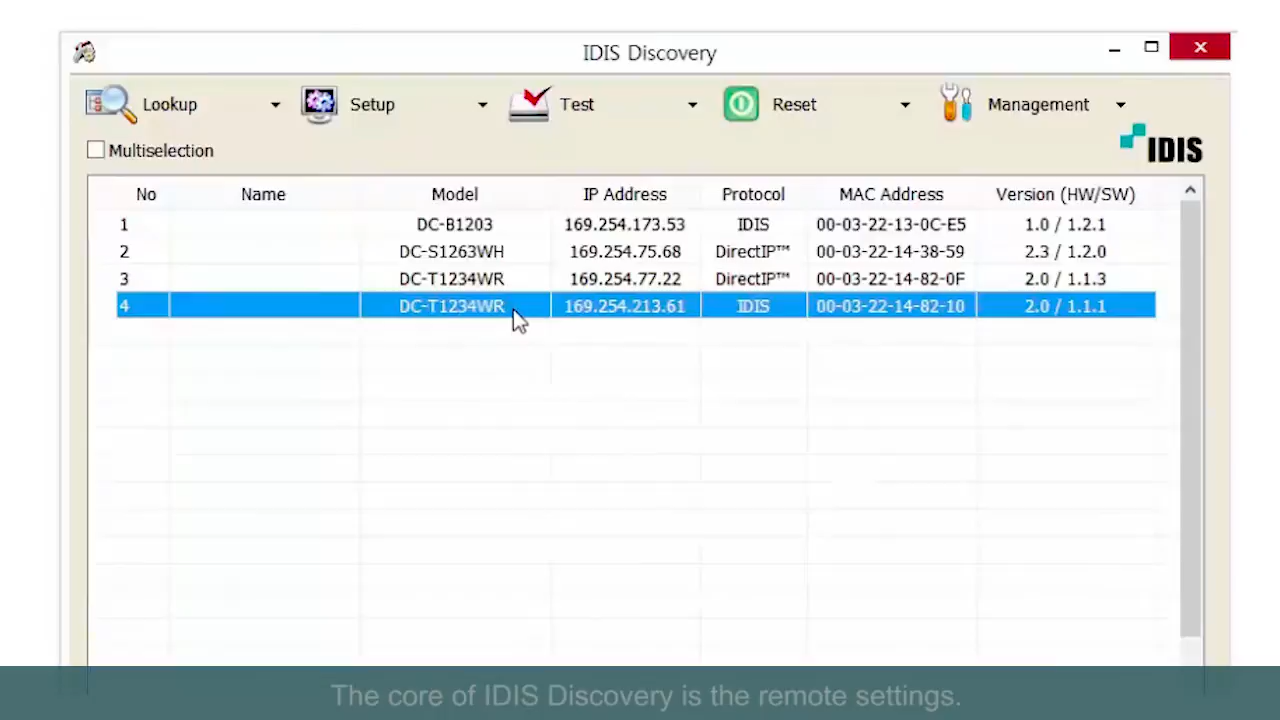 IDIS Discovery
Lookup Setup Test Reset Management
Multiselection
IDIS
No Name Model IP Address Protocol MAC Address Version (HW/SW)
1 DC-B1203 169.254.173.53 IDIS 00-03-22-13-0C-E5 1.0 / 1.2.1
2 DC-S1263WH 169.254.75.68 DirectIP™ 00-03-22-14-38-59 2.3 / 1.2.0
3 DC-T1234WR 169.254.77.22 DirectIP™ 00-03-22-14-82-0F 2.0 / 1.1.3
4 DC-T1234WR 169.254.213.61 IDIS 00-03-22-14-82-10 2.0 / 1.1.1
The core of IDIS Discovery is the remote settings.